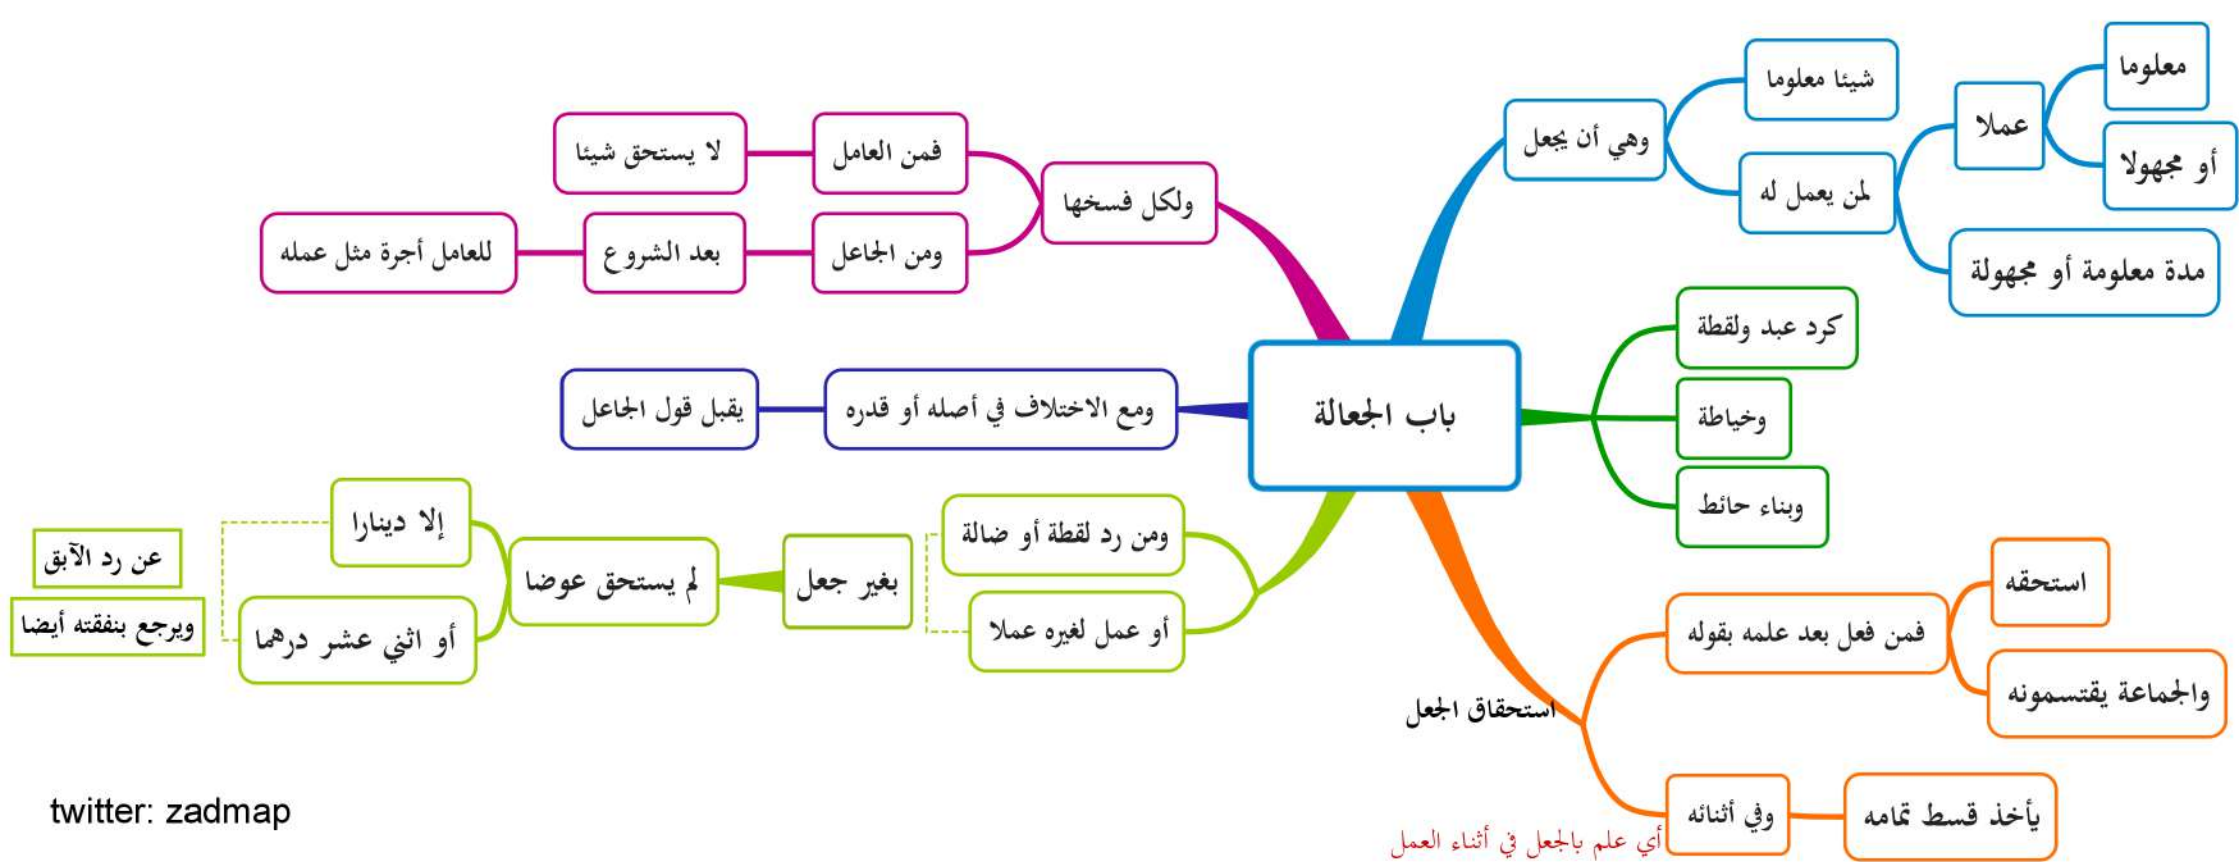 باب الجعالة
وهي أن يجعل
شيئا معلوما
لمن يعمل له
عملا
معلوما
أو مجهولا
مدة معلومة أو مجهولة
كرد عبد ولقطة
وخياطة
وبناء حائط
استحقاق الجعل
فمن فعل بعد علمه بقوله
استحقه
والجماعة يقتسمونه
وفي أثنائه
أي علم بالجعل في أثناء العمل
يأخذ قسط تمامه
ومن رد لقطة أو ضالة
أو عمل لغيره عملا
بغير جعل
لم يستحق عوضا
إلا دينارا
أو اثني عشر درهما
عن رد الآبق
ويرجع بنفقته أيضا
ومع الاختلاف في أصله أو قدره
يقبل قول الجاعل
ولكل فسخها
فمن العامل
لا يستحق شيئا
ومن الجاعل
بعد الشروع
للعامل أجرة مثل عمله
twitter: zadmap